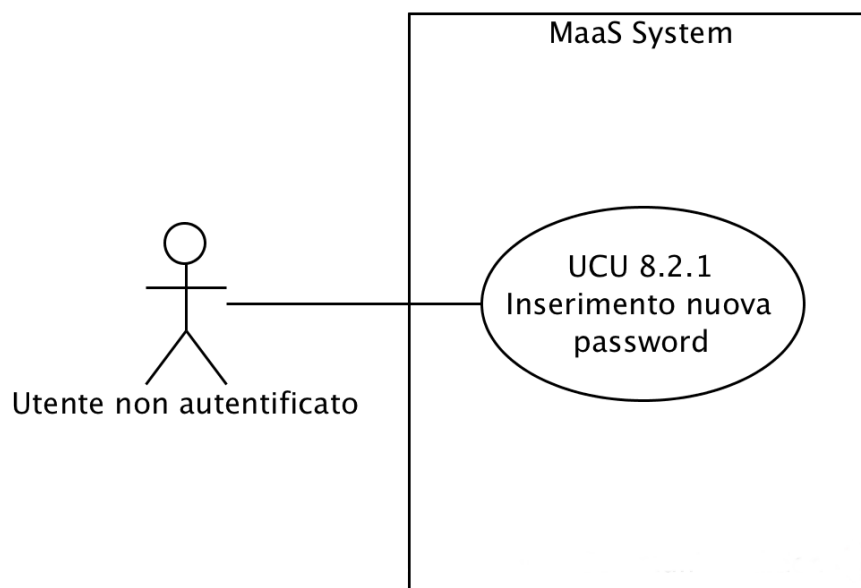 MaaS System
UCU 8.2.1
Inserimento nuova
password
Utente non autentificato